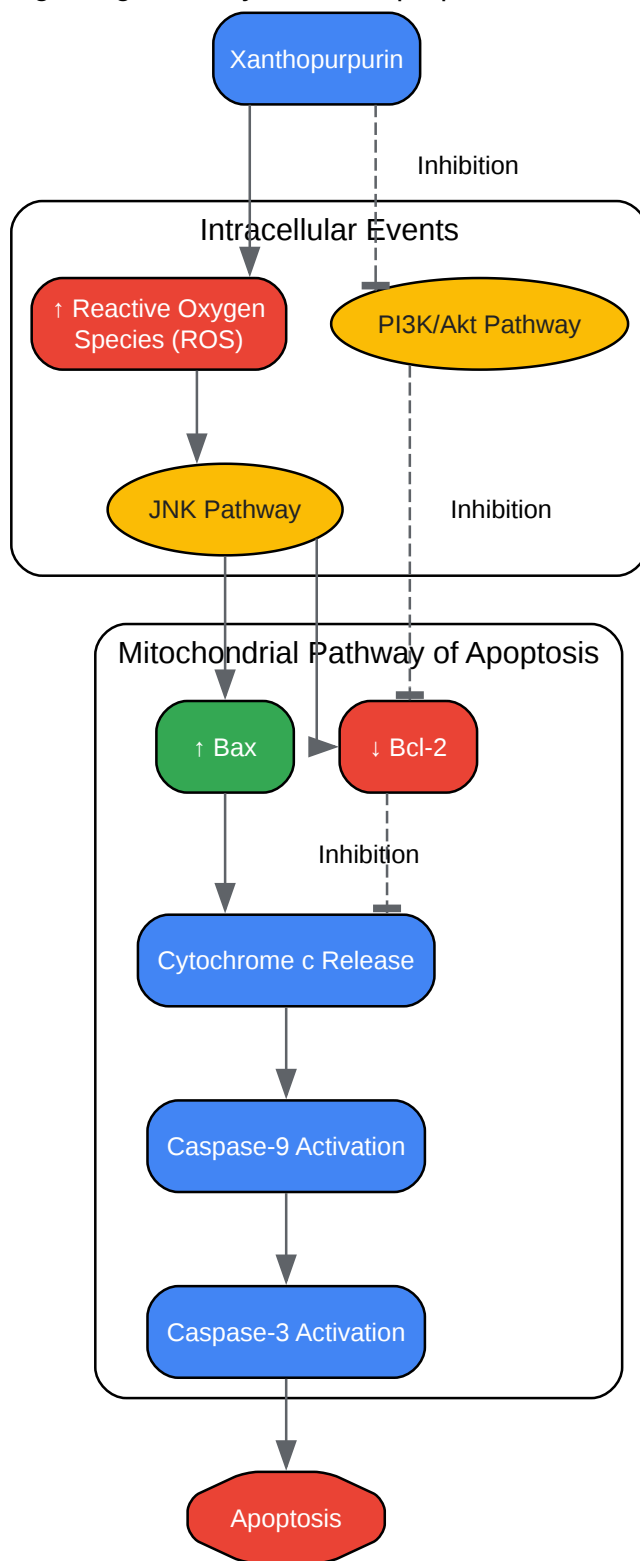 Xanthopurpurin
Inhibition
Intracellular Events
↑ Reactive Oxygen
Species (ROS)
PI3K/Akt Pathway
JNK Pathway
Inhibition
Mitochondrial Pathway of Apoptosis
↑ Bax
↓ Bcl-2
Inhibition
Cytochrome c Release
Caspase-9 Activation
Caspase-3 Activation
Apoptosis